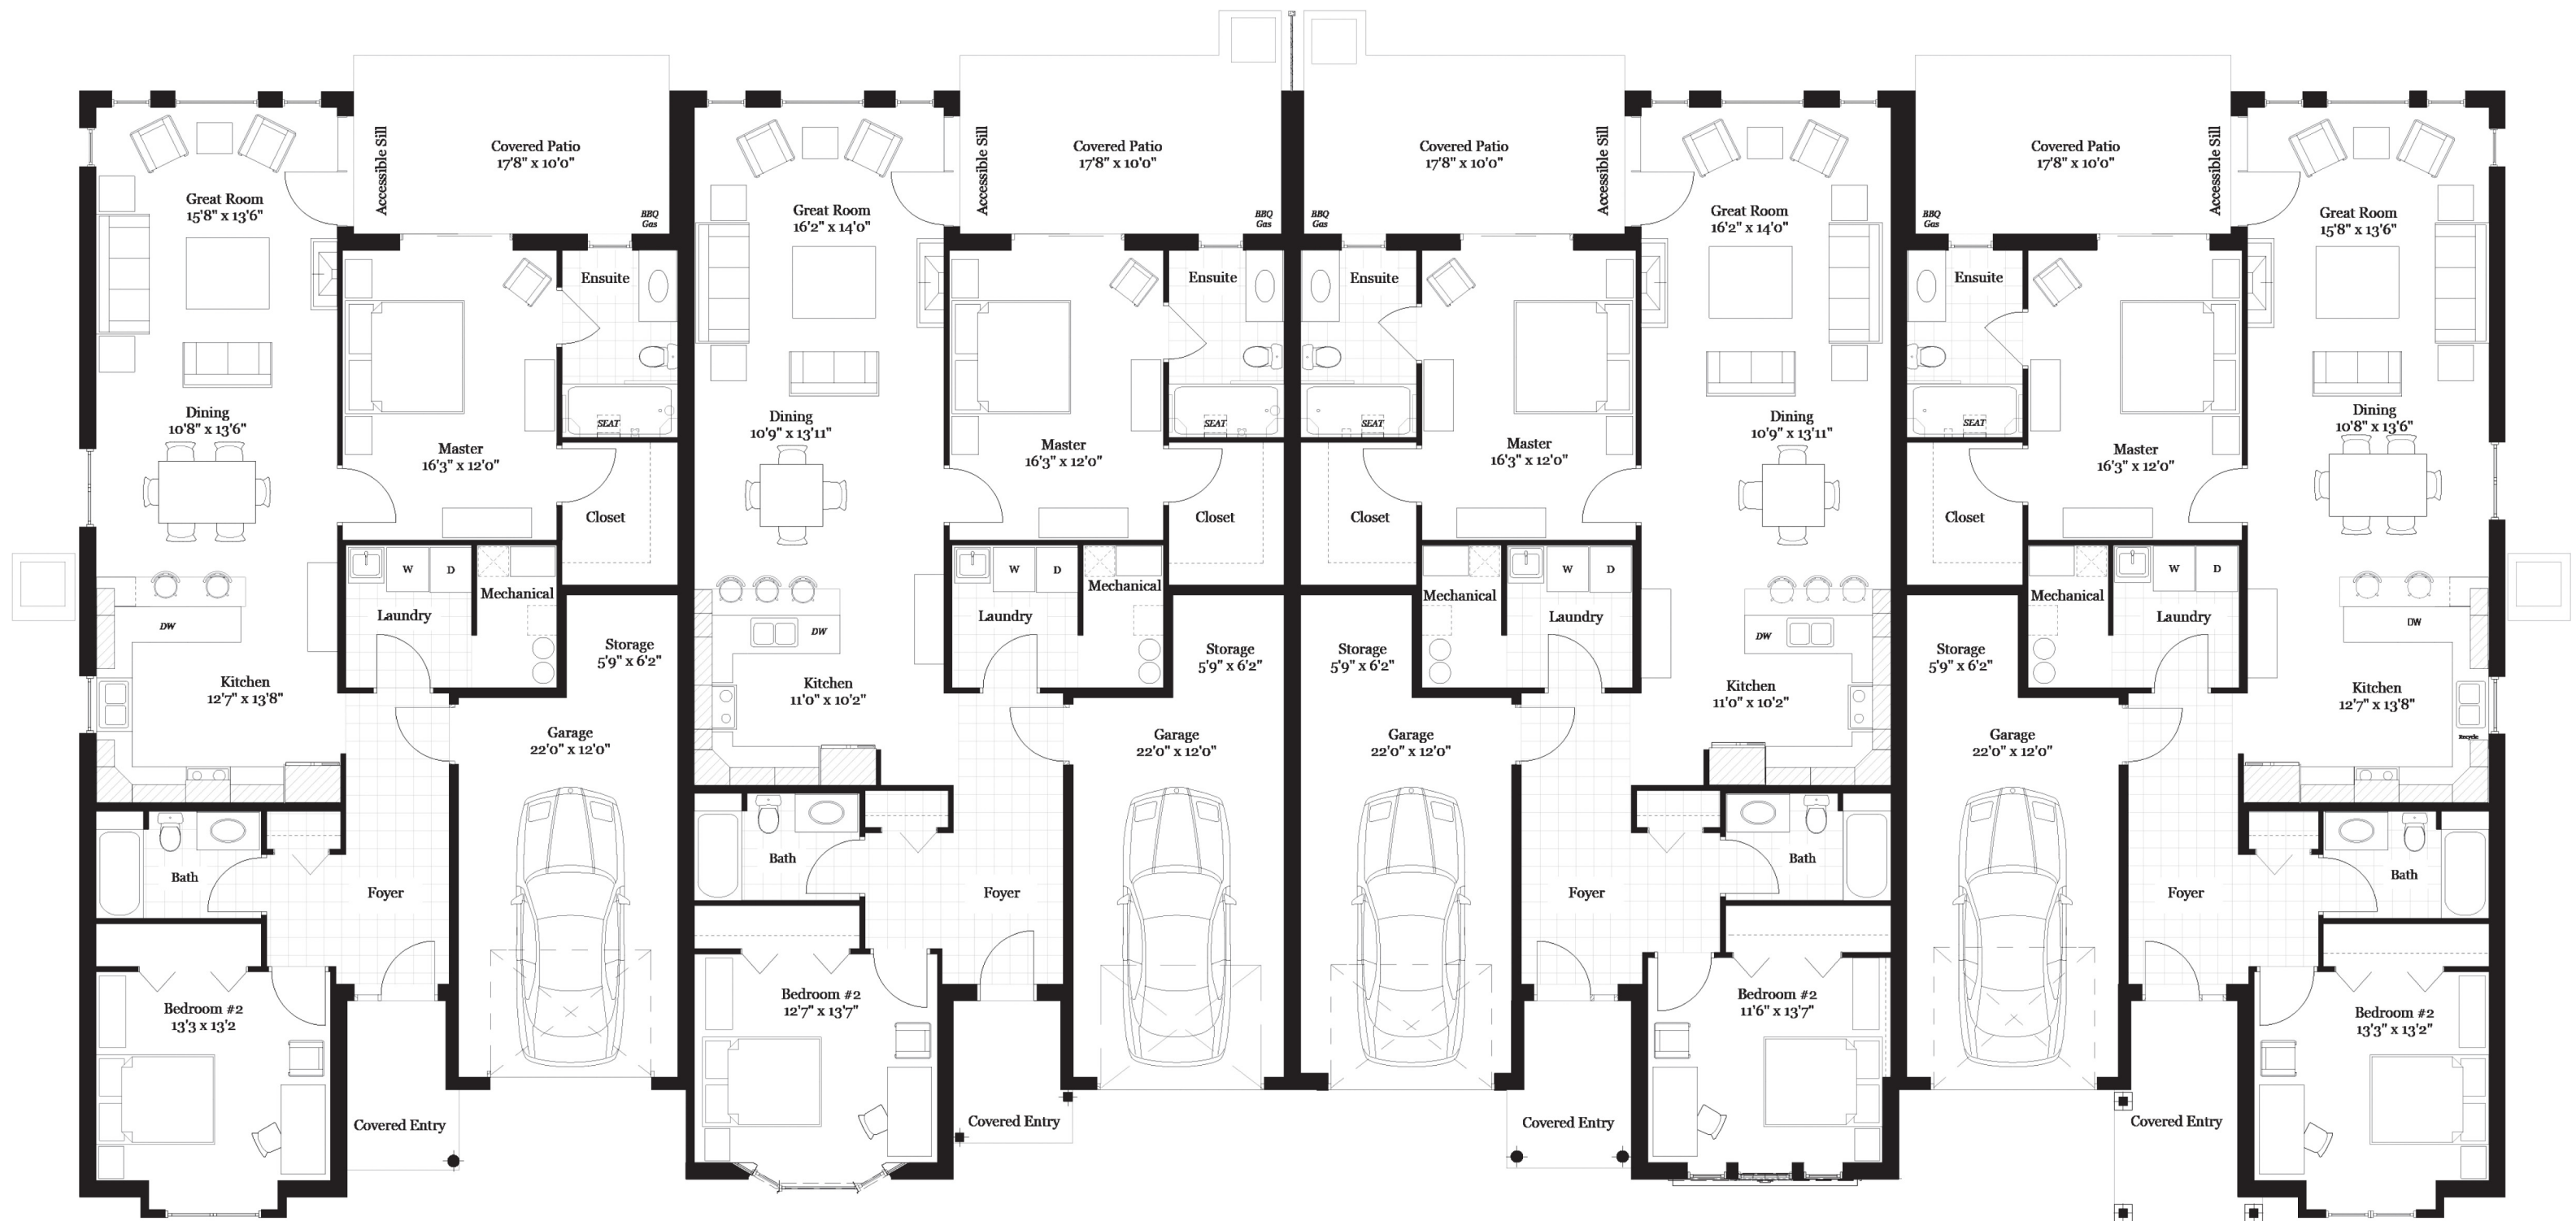 Accessible Sill
Covered Patio
17'8" x 10'0"
BBQ
Gas
Great Room
15'8" x 13'6"
Ensuite
SEAT
Dining
10'8" x 13'6"
Master
16'3" x 12'0"
Closet
W
D
Mechanical
Laundry
DW
Storage
5'9" x 6'2"
Kitchen
12'7" x 13'8"
Garage
22'0" x 12'0"
Bath
Foyer
Bedroom #2
13'3 x 13'2
Covered Entry
Accessible Sill
Covered Patio
17'8" x 10'0"
BBQ
Gas
Great Room
16'2" x 14'0"
Ensuite
SEAT
Dining
10'9" x 13'11"
Master
16'3" x 12'0"
Closet
W
D
Mechanical
Laundry
DW
Storage
5'9" x 6'2"
Kitchen
11'0" x 10'2"
Garage
22'0" x 12'0"
Bath
Foyer
Bedroom #2
12'7" x 13'7"
Covered Entry
Covered Patio
17'8" x 10'0"
Accessible Sill
BBQ
Gas
Great Room
16'2" x 14'0"
Ensuite
SEAT
Dining
10'9" x 13'11"
Master
16'3" x 12'0"
Closet
W
D
Mechanical
Laundry
DW
Storage
5'9" x 6'2"
Kitchen
11'0" x 10'2"
Garage
22'0" x 12'0"
Bath
Foyer
Bedroom #2
11'6" x 13'7"
Covered Entry
Covered Patio
17'8" x 10'0"
Accessible Sill
BBQ
Gas
Great Room
15'8" x 13'6"
Ensuite
SEAT
Dining
10'8" x 13'6"
Master
16'3" x 12'0"
Closet
W
D
Mechanical
Laundry
DW
Storage
5'9" x 6'2"
Kitchen
12'7" x 13'8"
Recycle
Garage
22'0" x 12'0"
Bath
Foyer
Bedroom #2
13'3" x 13'2"
Covered Entry